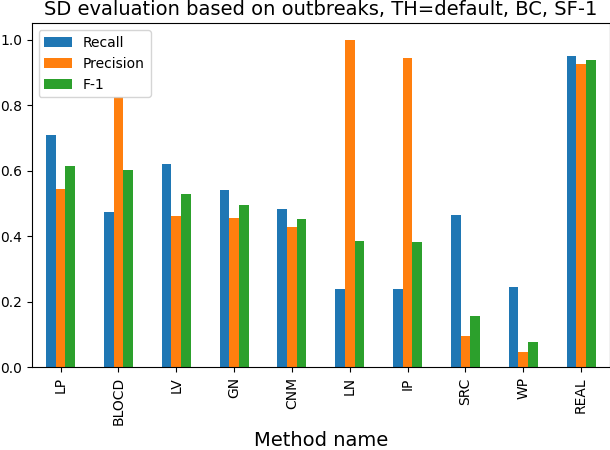 SD evaluation based on outbreaks, TH=default, BC, SF-1
Recall
Precision
F-1
1.0
0.8
0.6
0.4
0.2
0.0
LP
BLOCD
LV
GN
CNM
LN
IP
SRC
WP
REAL
Method name